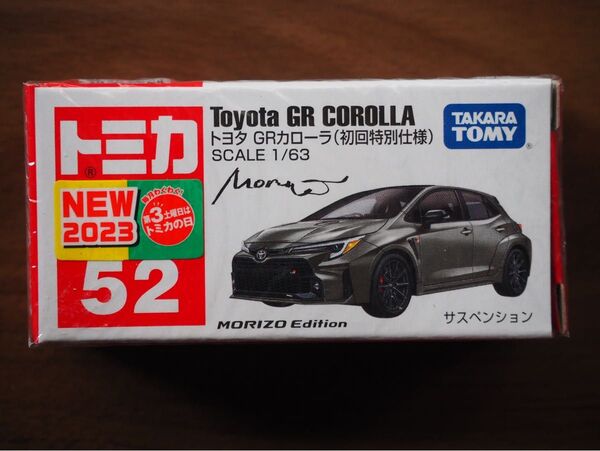 トミカ
®
NEW
2023
毎月わくわく!
第3土曜日は
トミカの日
52
Toyota GR COROLLA
トヨタ GRカローラ(初回特別仕様)
SCALE 1/63
TAKARA
TOMY
®
Morizo
MORIZO Edition
サスペンション